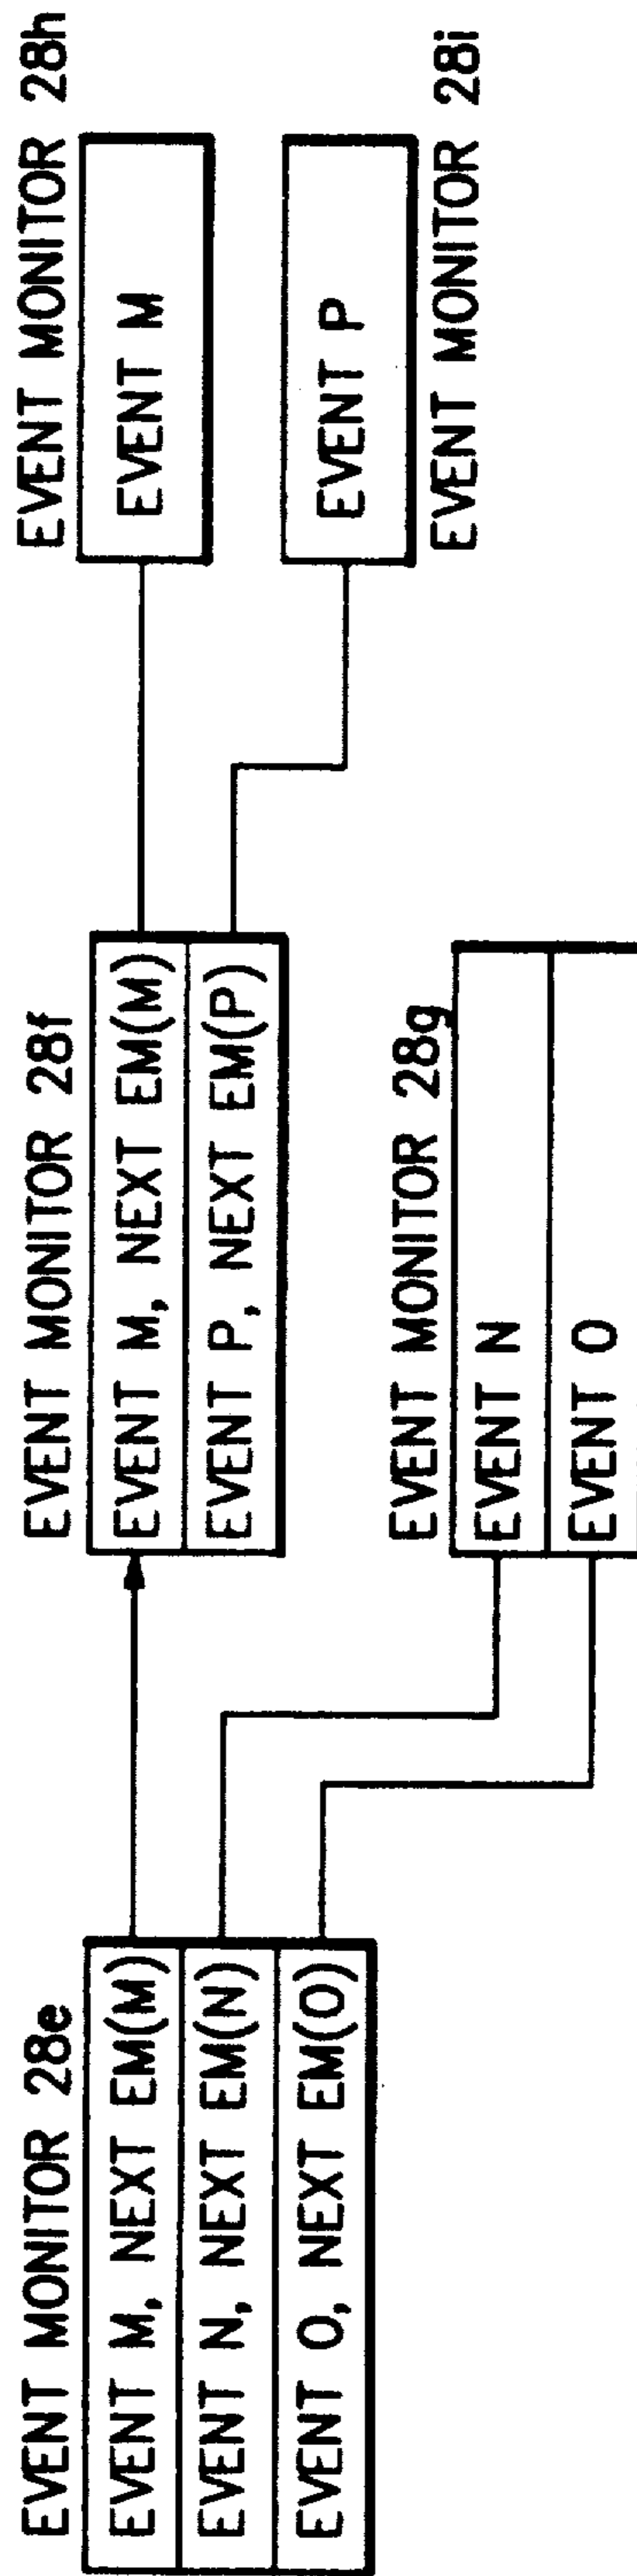 EVENT MONITOR 28e
EVENT M, NEXT EM(M)
EVENT N, NEXT EM(N)
EVENT O, NEXT EM(O)
EVENT MONITOR 28f
EVENT M, NEXT EM(M)
EVENT P, NEXT EM(P)
EVENT MONITOR 28g
EVENT N
EVENT O
EVENT MONITOR 28h
EVENT M
EVENT P
EVENT MONITOR 28i